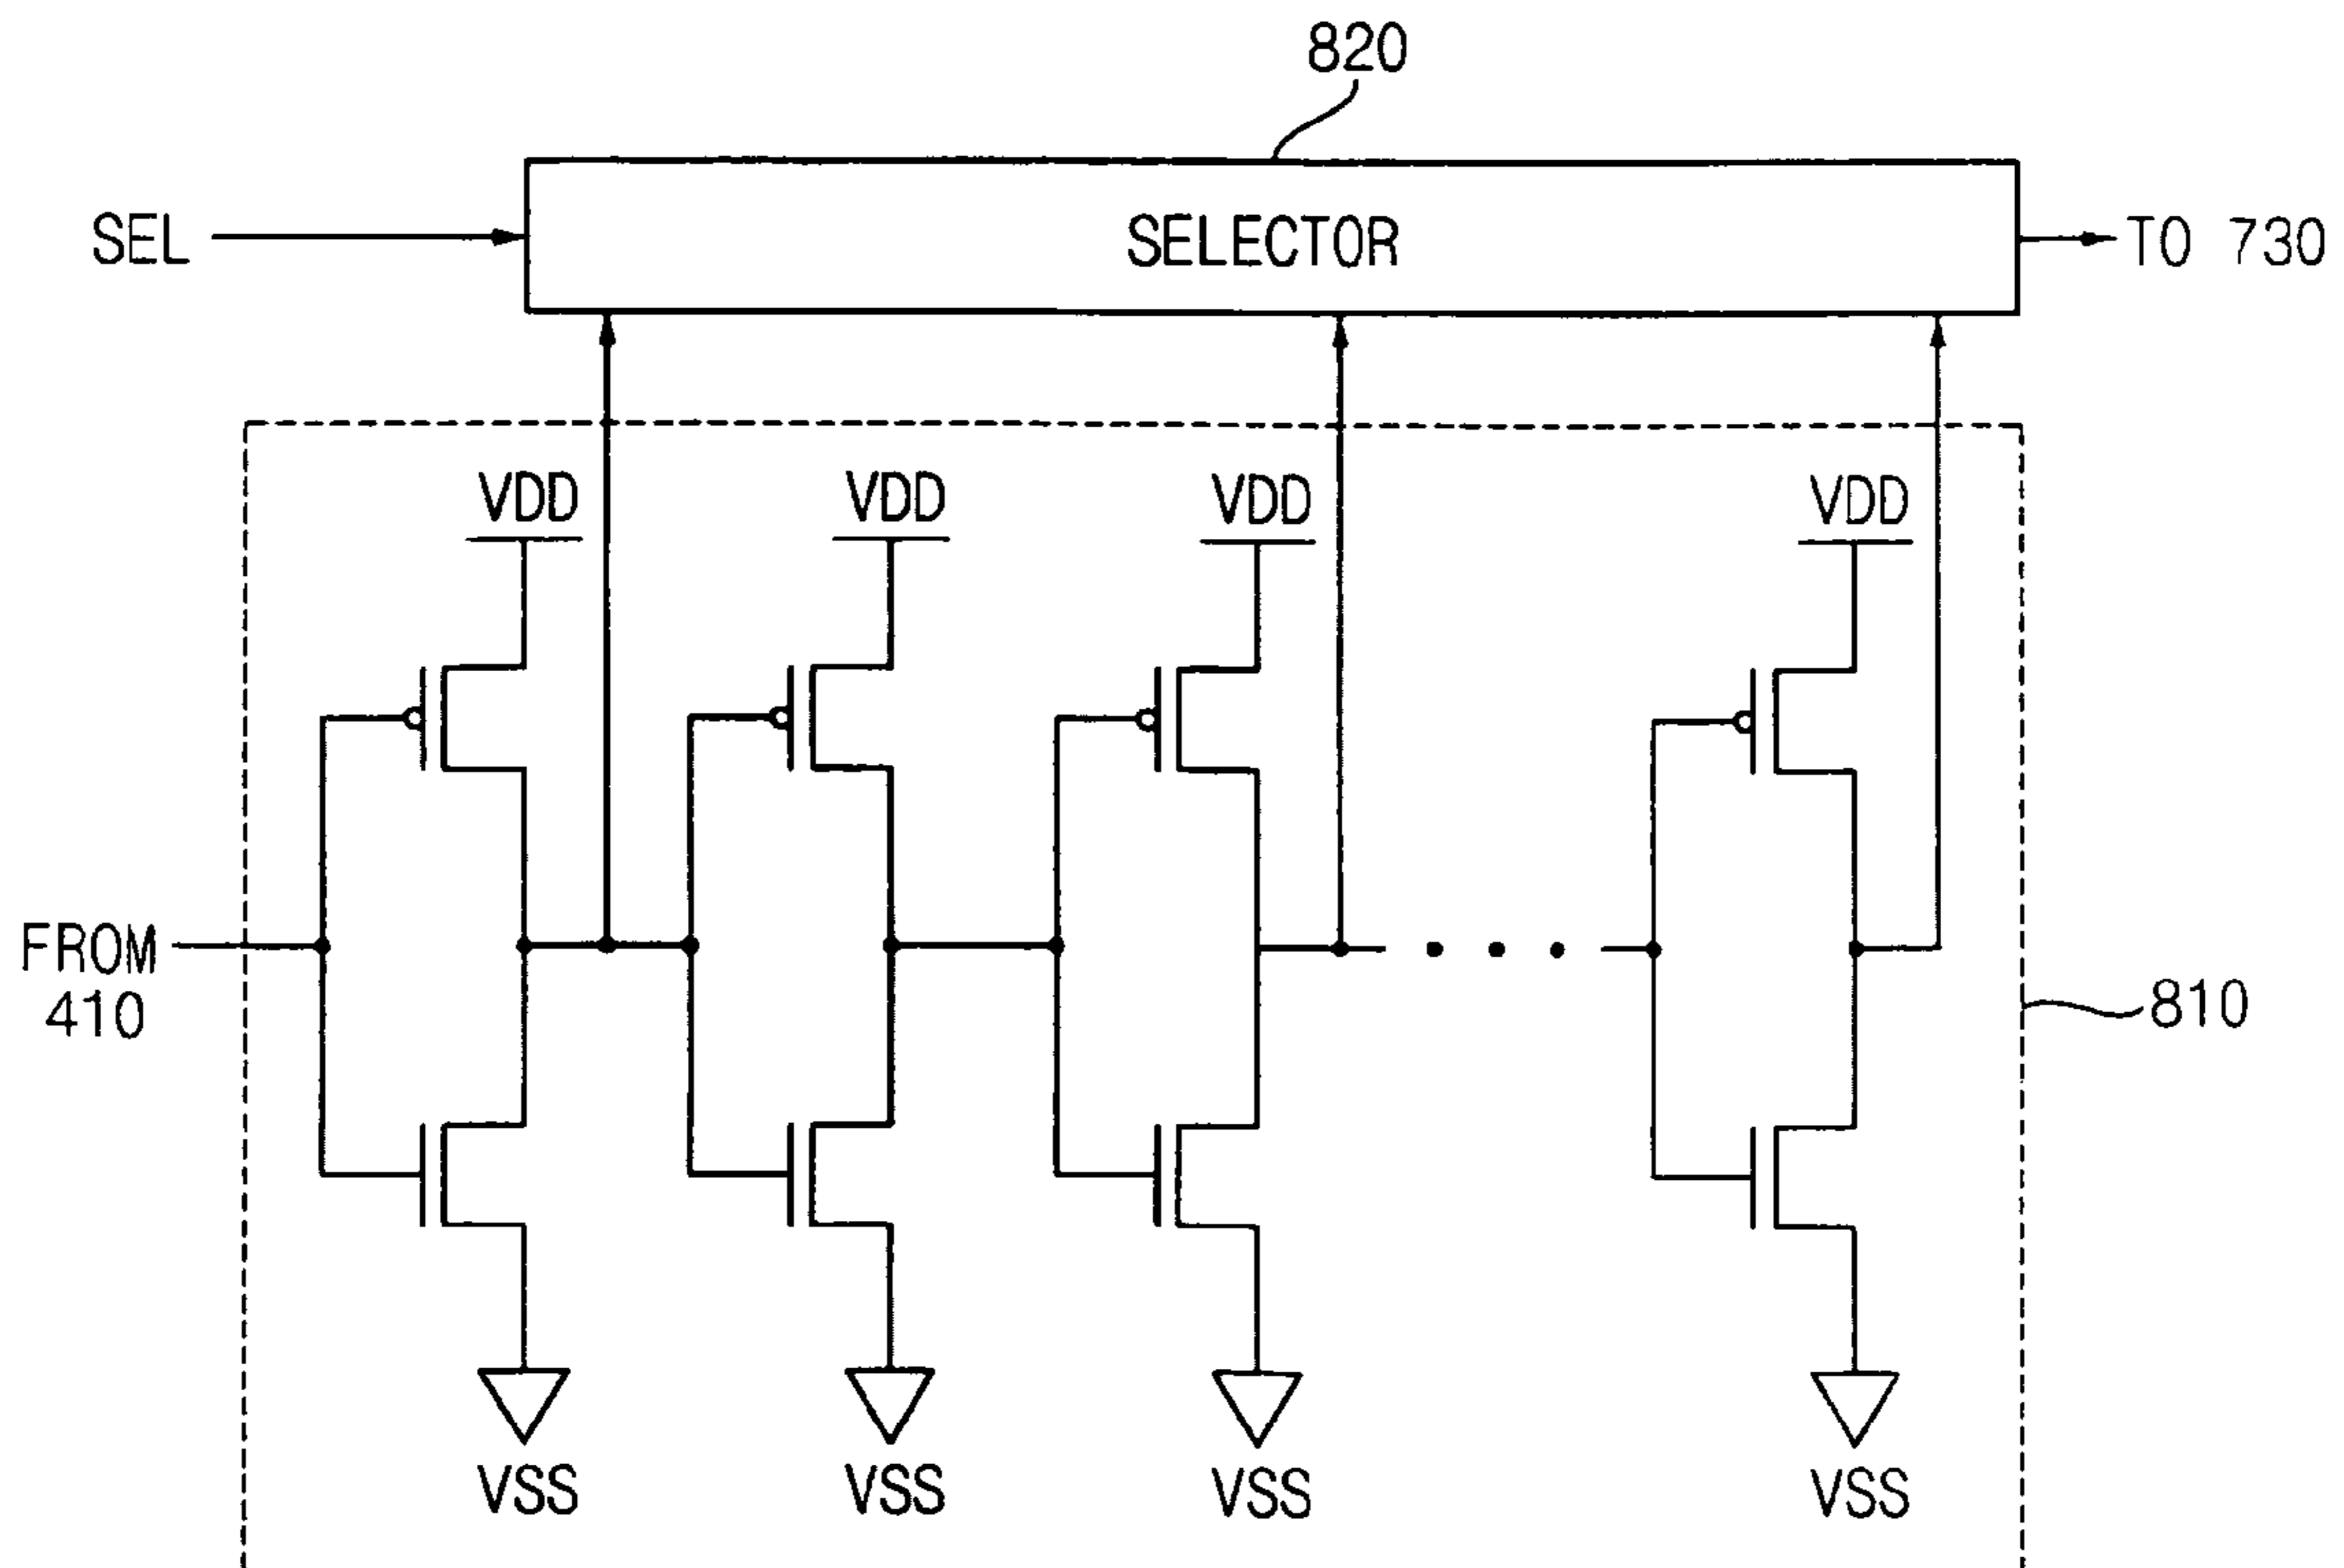 820
SEL
SELECTOR
TO 730
VDD
VDD
VDD
VDD
FROM
410
810
VSS
VSS
VSS
VSS